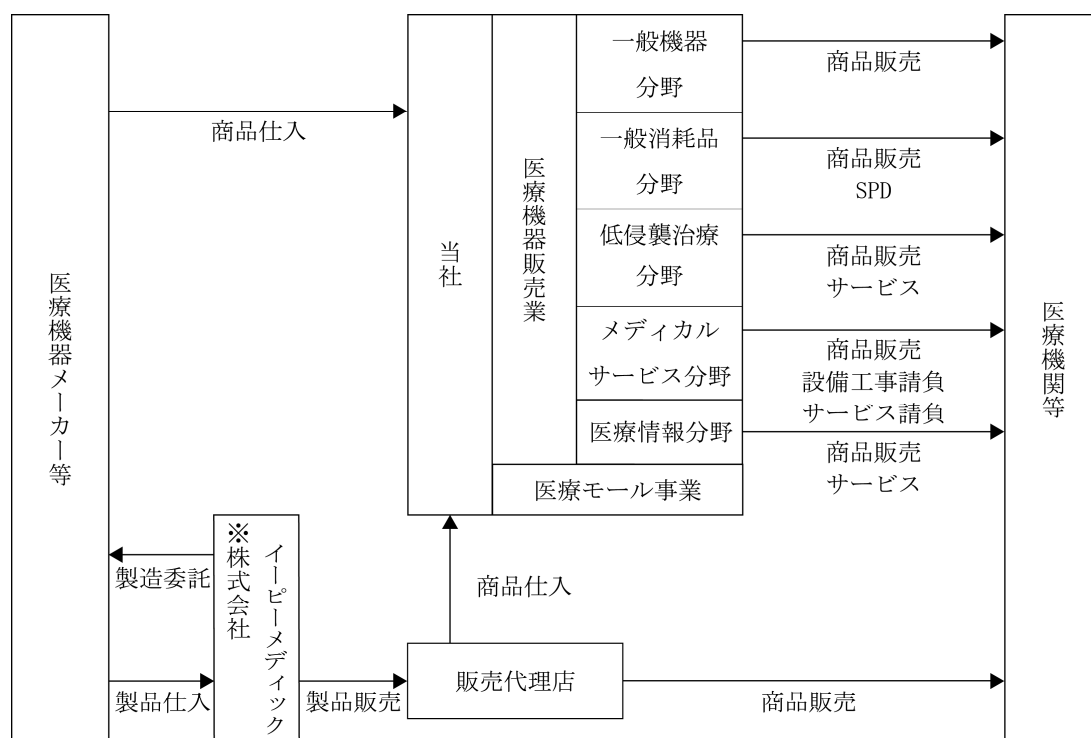 医療機器メーカー等
商品仕入
当社
医療機器販売業
一般機器
分野
一般消耗品
分野
低侵襲治療
分野
メディカル
サービス分野
医療情報分野
医療モール事業
商品販売
商品販売
SPD
商品販売
サービス
商品販売
設備工事請負
サービス請負
商品販売
サービス
医療機関等
製造委託
製品仕入
※株式会社
イーピーメディック
製品販売
商品仕入
販売代理店
商品販売